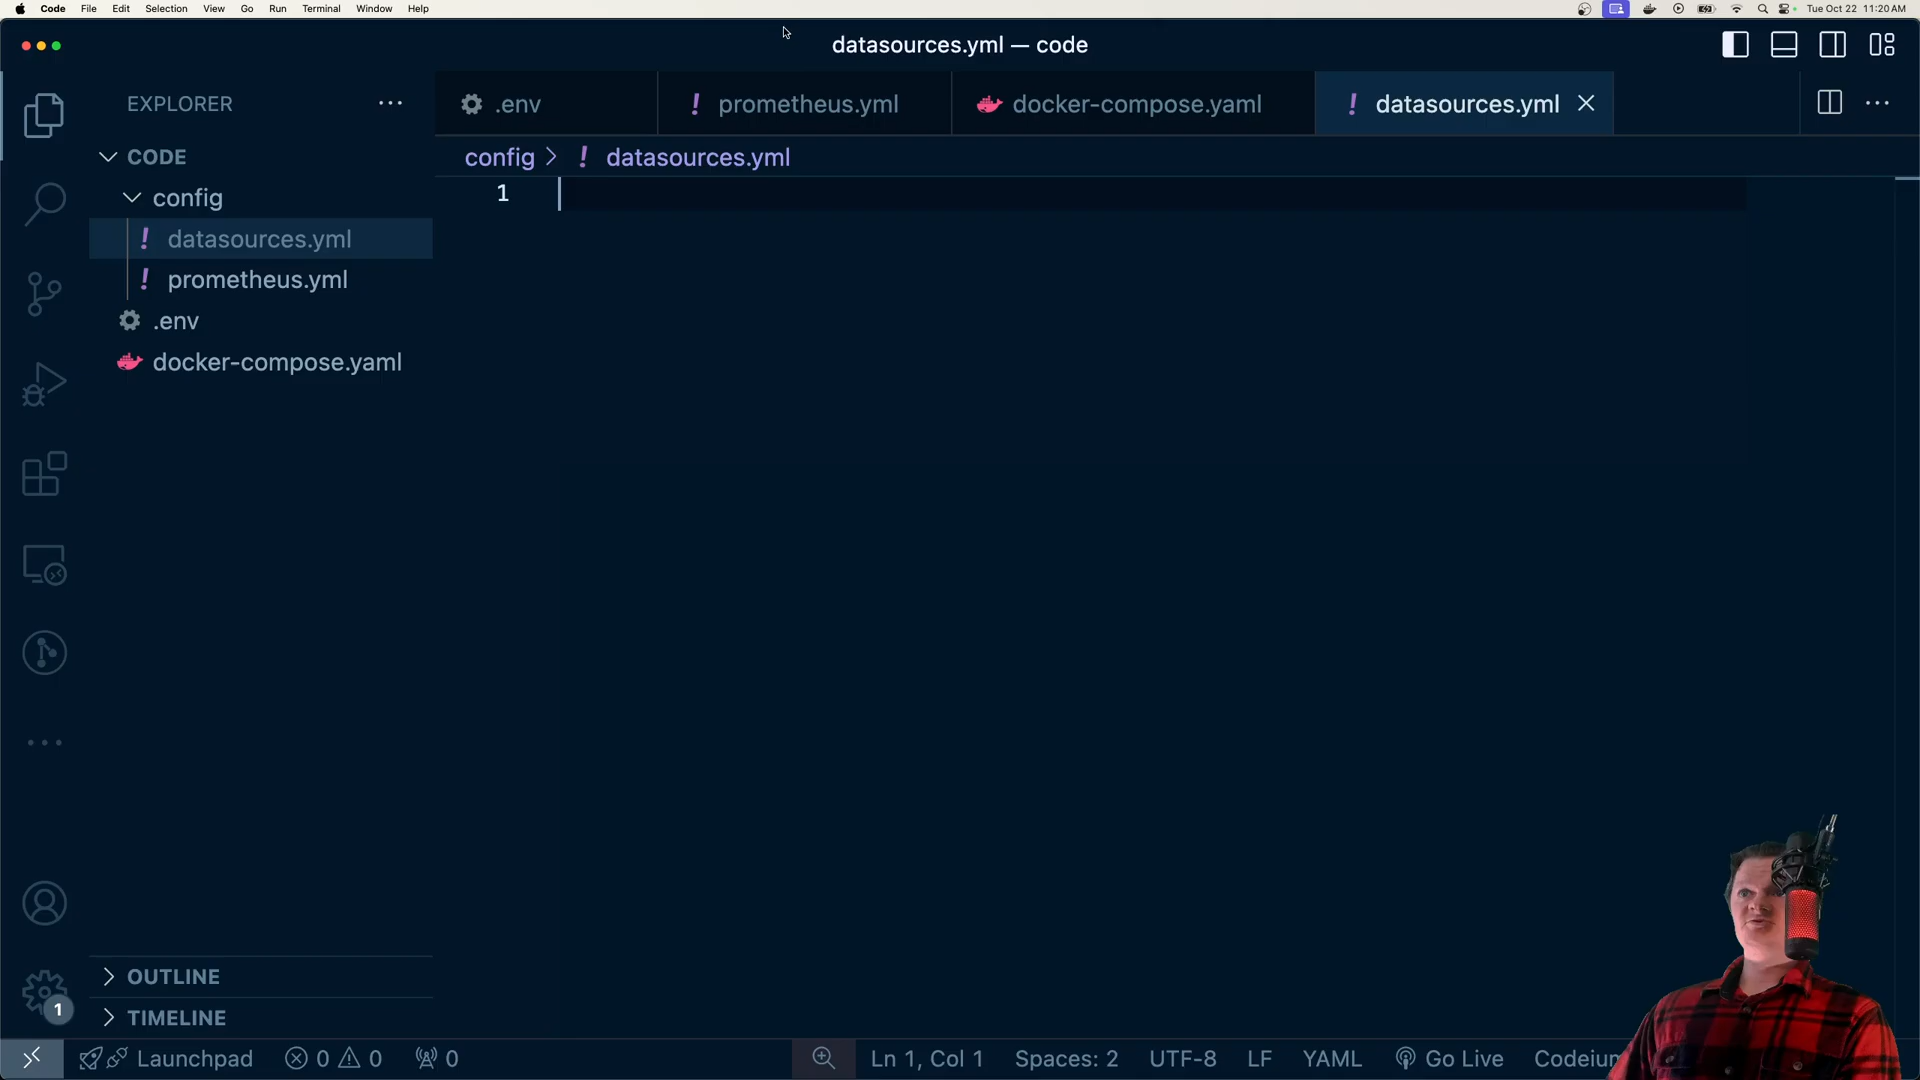 Code File Edit Selection View Go Run Terminal Window Help Tue Oct 22 11:20 AM
datasources.yml — code
EXPLORER
.env
! prometheus.yml
docker-compose.yaml
! datasources.yml
CODE
config > ! datasources.yml
config
1
! datasources.yml
! prometheus.yml
.env
docker-compose.yaml
OUTLINE
1
TIMELINE
Launchpad 0 0 0 Ln 1, Col 1 Spaces: 2 UTF-8 LF YAML Go Live